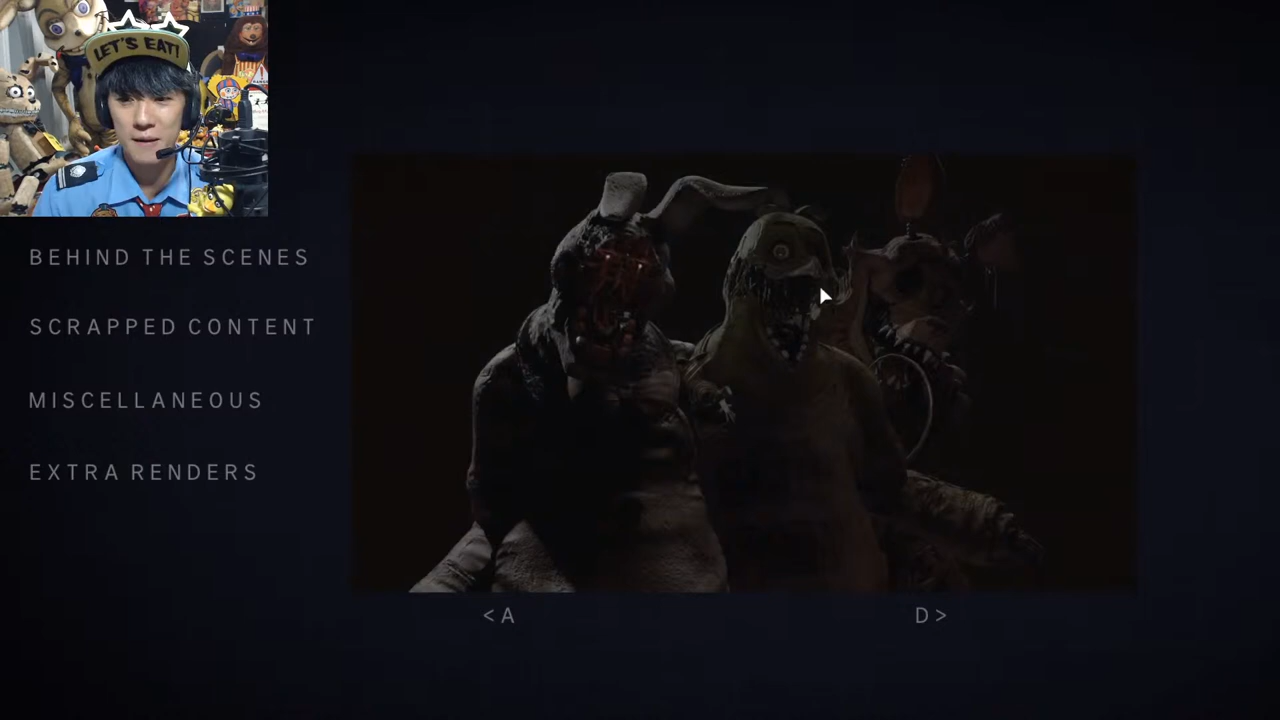 LET'S EAT!
BEHIND THE SCENES
SCRAPPED CONTENT
MISCELLANEOUS
EXTRA RENDERS
< A
D >